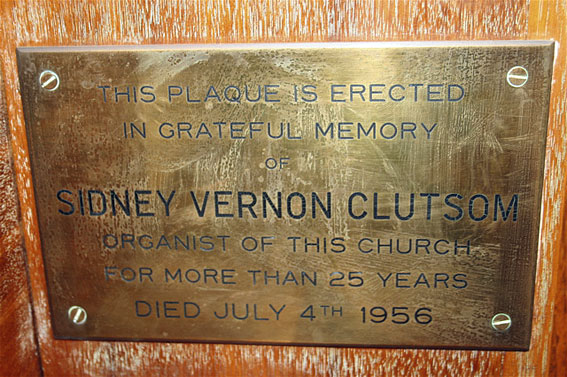 THIS PLAQUE IS ERECTED
IN GRATEFUL MEMORY
OF
SIDNEY VERNON CLUTSOM
ORGANIST OF THIS CHURCH
FOR MORE THAN 25 YEARS
DIED JULY 4TH 1956